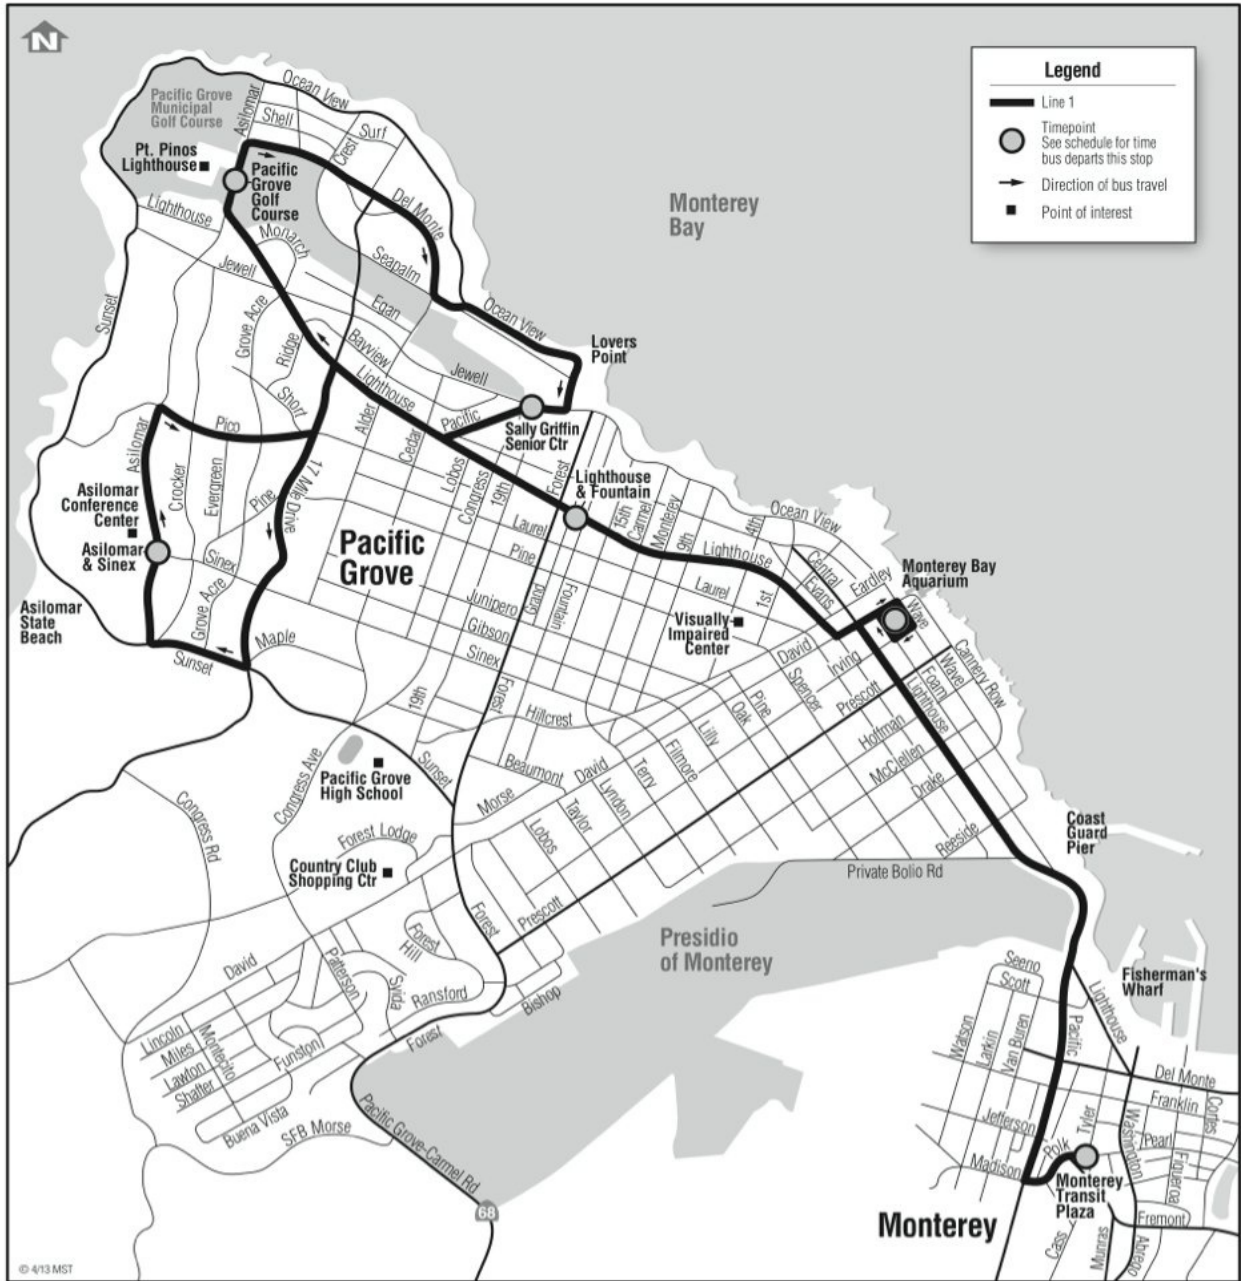 N
Legend
Line 1
Timepoint
See schedule for time
bus departs this stop
Direction of bus travel
Point of interest
Pacific Grove
Municipal
Golf Course
Asilomar
Ocean View
Shell
Surf
Crest
Pt. Pinos
Lighthouse
Pacific
Grove
Golf
Course
Del Monte
Monterey
Bay
Lighthouse
Monarch
Jewell
Seapalm
Sunset
Egan
Ocean View
Grove Acre
Ridge
Bayview
Lovers
Point
Jewell
Lighthouse
Short
Pacific
Sally Griffin
Senior Ctr
Asilomar
Pico
Alder
Cedar
Lobos
Congress
19th
Forest
Lighthouse
& Fountain
Crocker
Evergreen
Pine
17 Mile Drive
Asilomar
Conference
Center
15th
Carmel
Monterey
9th
4th
Ocean View
Laurel
Pine
Lighthouse
Pacific
Grove
Asilomar
& Sinex
Sinex
Central
Evans
Eardley
Monterey Bay
Aquarium
Laurel
1st
Grove Acre
Junipero
Grand
Fountain
Asilomar
State
Beach
Gibson
Visually
Impaired
Center
Wave
Maple
Sunset
Sinex
David
Irving
Cannery Row
Wave
Foam
Lighthouse
19th
Forest
Spencer
Prescott
Pine
Oak
Hillcrest
Lilly
Hoffman
Filmore
McClellen
Sunset
Beaumont
David
Terry
Drake
Pacific Grove
High School
Congress Ave
Morse
Lyndon
Taylor
Congress Rd
Forest Lodge
Lobos
Reeside
Coast
Guard
Pier
Country Club
Shopping Ctr
Private Bolio Rd
Forest
Prescott
Forest
Hill
Presidio
of Monterey
David
Patterson
Syida
Ransford
Bishop
Seeno
Scott
Fisherman's
Wharf
Lighthouse
Lincoln
Miles
Lawton
Shafter
Montecito
Funston
Forest
Watson
Larkin
Van Buren
Pacific
Del Monte
Franklin
Cortes
Buena Vista
SFB Morse
Pacific Grove-Carmel Rd
Jefferson
Tyler
Washington
Pearl
Polk
Madison
Figueroa
Monterey
Transit
Plaza
68
Monterey
Fremont
Cass
Munras
Abrego
© 4/13 MST